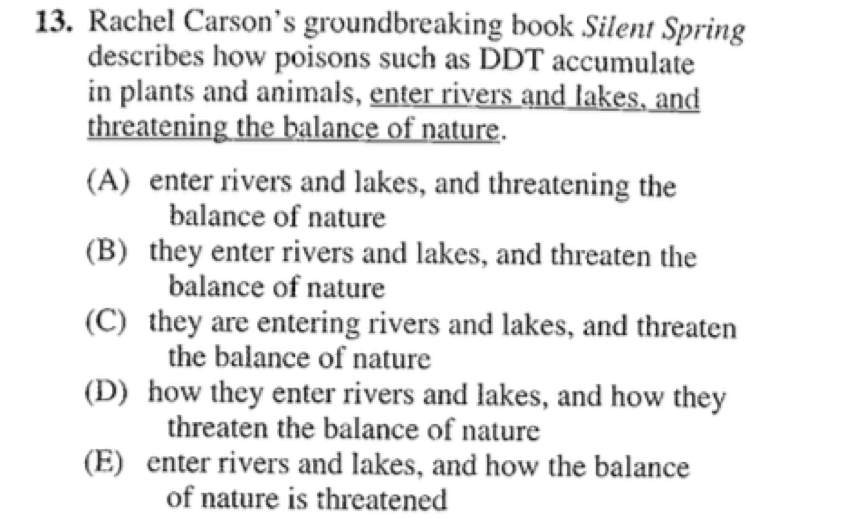 13. Rachel Carson's groundbreaking book Silent Spring
describes how poisons such as DDT accumulate
in plants and animals, enter rivers and lakes, and
threatening the balance of nature.
(A) enter rivers and lakes, and threatening the
balance of nature
(B) they enter rivers and lakes, and threaten the
balance of nature
(C) they are entering rivers and lakes, and threaten
the balance of nature
(D) how they enter rivers and lakes, and how they
threaten the balance of nature
(E) enter rivers and lakes, and how the balance
of nature is threatened